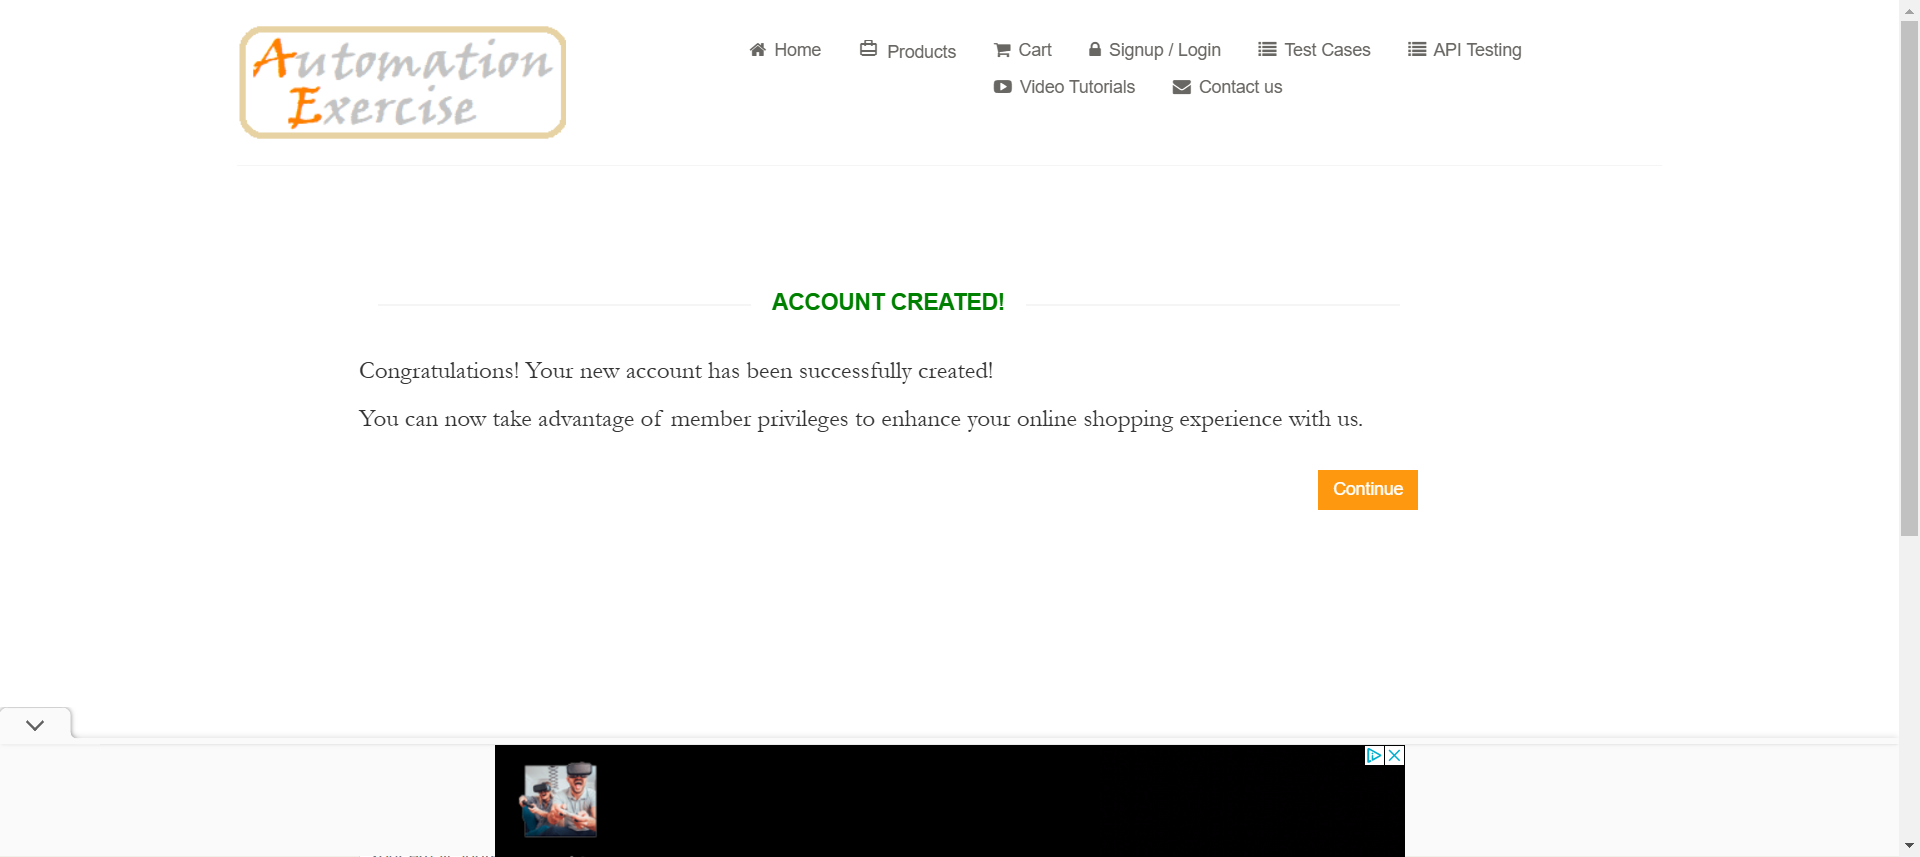 Automation
Exercise
Home
Products
Cart
Signup / Login
Test Cases
API Testing
Video Tutorials
Contact us
ACCOUNT CREATED!
Congratulations! Your new account has been successfully created!
You can now take advantage of member privileges to enhance your online shopping experience with us.
Continue